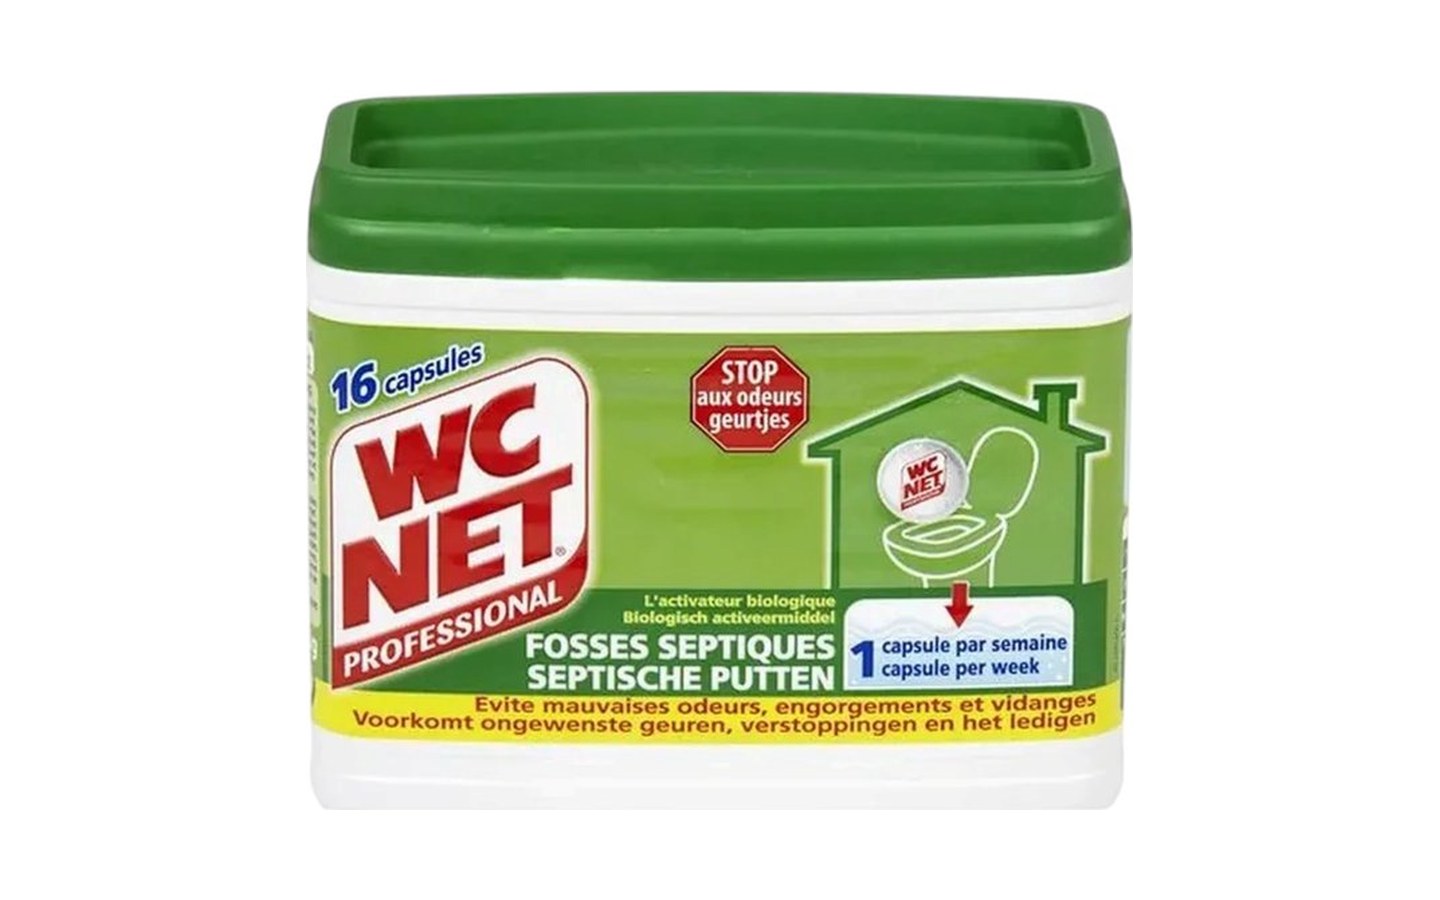 16 capsules
WC
NET®
PROFESSIONAL
STOP
aux odeurs
geurtjes
WC
NET
L'activateur biologique
Biologisch activeermiddel
FOSSES SEPTIQUES
SEPTISCHE PUTTEN
1 capsule par semaine
capsule per week
Evite mauvaises odeurs, engorgements et vidanges
Voorkomt ongewenste geuren, verstoppingen en het ledigen